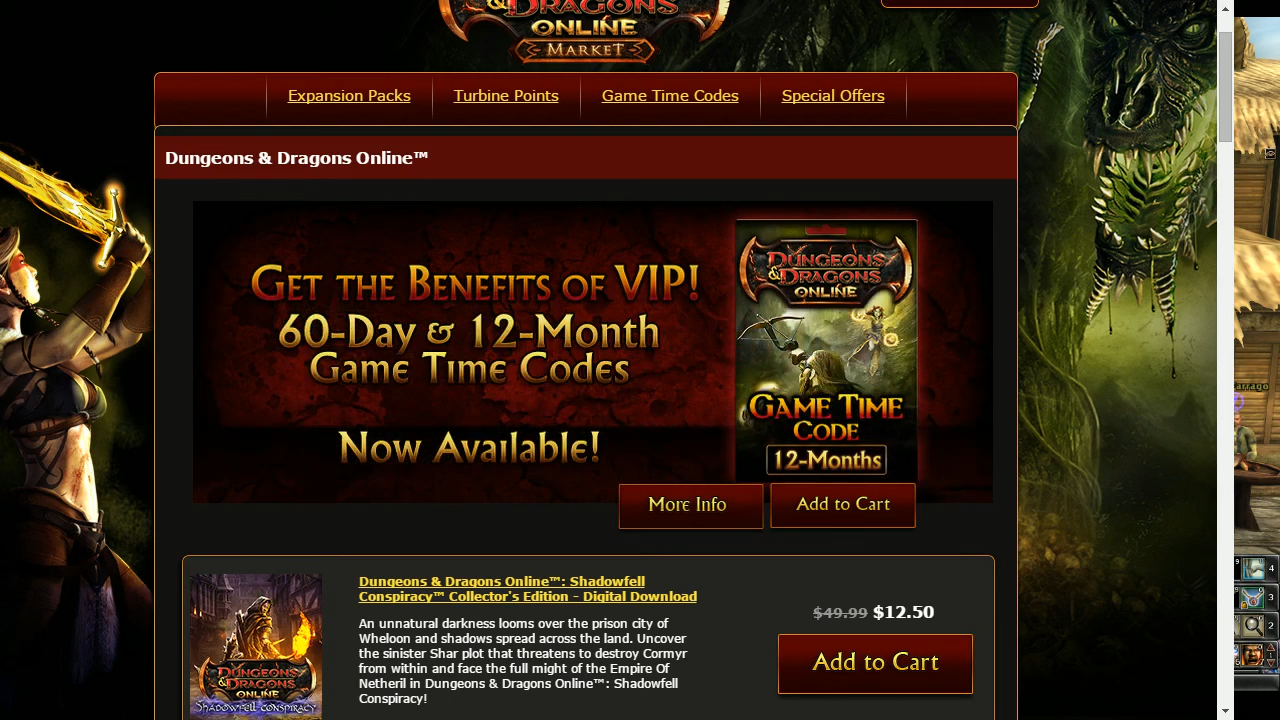 & DRAGONS
ONLINE
MARKET
Expansion Packs
Turbine Points
Game Time Codes
Special Offers
Dungeons & Dragons Online™
GET THE BENEFITS OF VIP!
60-DAY & 12-MONTH
GAME TIME CODES
NOW AVAILABLE!
DUNGEONS
& DRAGONS
ONLINE
GAME TIME
CODE
12-Months
More Info
Add to Cart
DUNGEONS
& DRAGONS
ONLINE
SHADOWFELL CONSPIRACY
Dungeons & Dragons Online™: Shadowfell
Conspiracy™ Collector's Edition - Digital Download
An unnatural darkness looms over the prison city of
Wheloon and shadows spread across the land. Uncover
the sinister Shar plot that threatens to destroy Cormyr
from within and face the full might of the Empire Of
Netheril in Dungeons & Dragons Online™: Shadowfell
Conspiracy!
$49.99 $12.50
Add to Cart
4
3
2
1